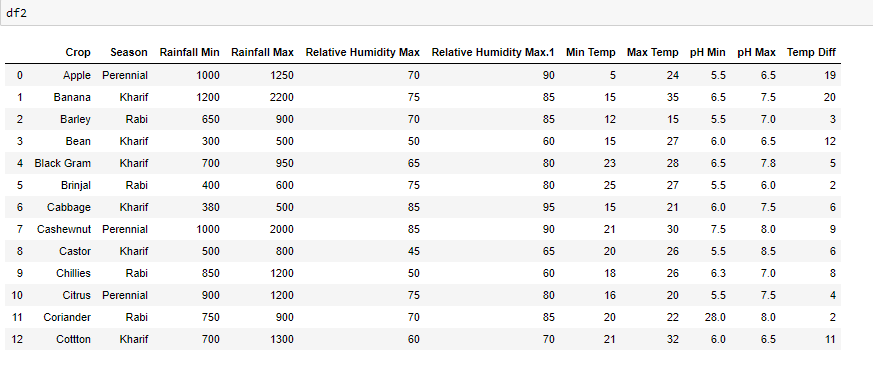 df2
Crop Season Rainfall Min Rainfall Max Relative Humidity Max Relative Humidity Max.1 Min Temp Max Temp pH Min pH Max Temp Diff
0 Apple Perennial 1000 1250 70 90 5 24 5.5 6.5 19
1 Banana Kharif 1200 2200 75 85 15 35 6.5 7.5 20
2 Barley Rabi 650 900 70 85 12 15 5.5 7.0 3
3 Bean Kharif 300 500 50 60 15 27 6.0 6.5 12
4 Black Gram Kharif 700 950 65 80 23 28 6.5 7.8 5
5 Brinjal Rabi 400 600 75 80 25 27 5.5 6.0 2
6 Cabbage Kharif 380 500 85 95 15 21 6.0 7.5 6
7 Cashewnut Perennial 1000 2000 85 90 21 30 7.5 8.0 9
8 Castor Kharif 500 800 45 65 20 26 5.5 8.5 6
9 Chillies Rabi 850 1200 50 60 18 26 6.3 7.0 8
10 Citrus Perennial 900 1200 75 80 16 20 5.5 7.5 4
11 Coriander Rabi 750 900 70 85 20 22 28.0 8.0 2
12 Cottton Kharif 700 1300 60 70 21 32 6.0 6.5 11